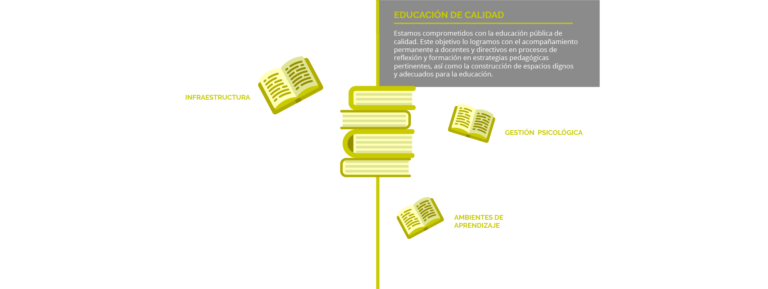 EDUCACIÓN DE CALIDAD
Estamos comprometidos con la educación pública de
calidad. Este objetivo lo logramos con el acompañamiento
permanente a docentes y directivos en procesos de
reflexión y formación en estrategias pedagógicas
pertinentes, así como la construcción de espacios dignos
y adecuados para la educación.
INFRAESTRUCTURA
GESTIÓN PSICOLÓGICA
AMBIENTES DE
APRENDIZAJE